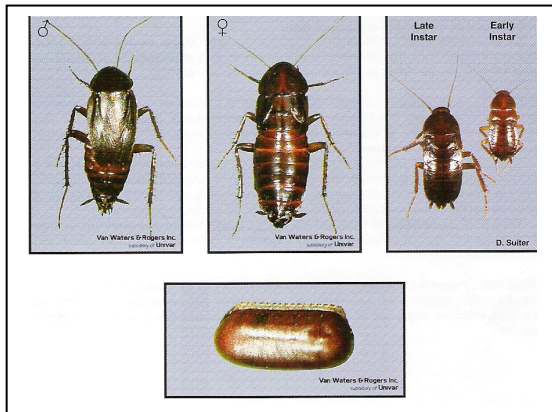 ♂
♀
Late
Instar
Early
Instar
Van Waters & Rogers Inc.
subsidiary of Univar
Van Waters & Rogers Inc.
subsidiary of Univar
D. Suiter
Van Waters & Rogers Inc.
subsidiary of Univar